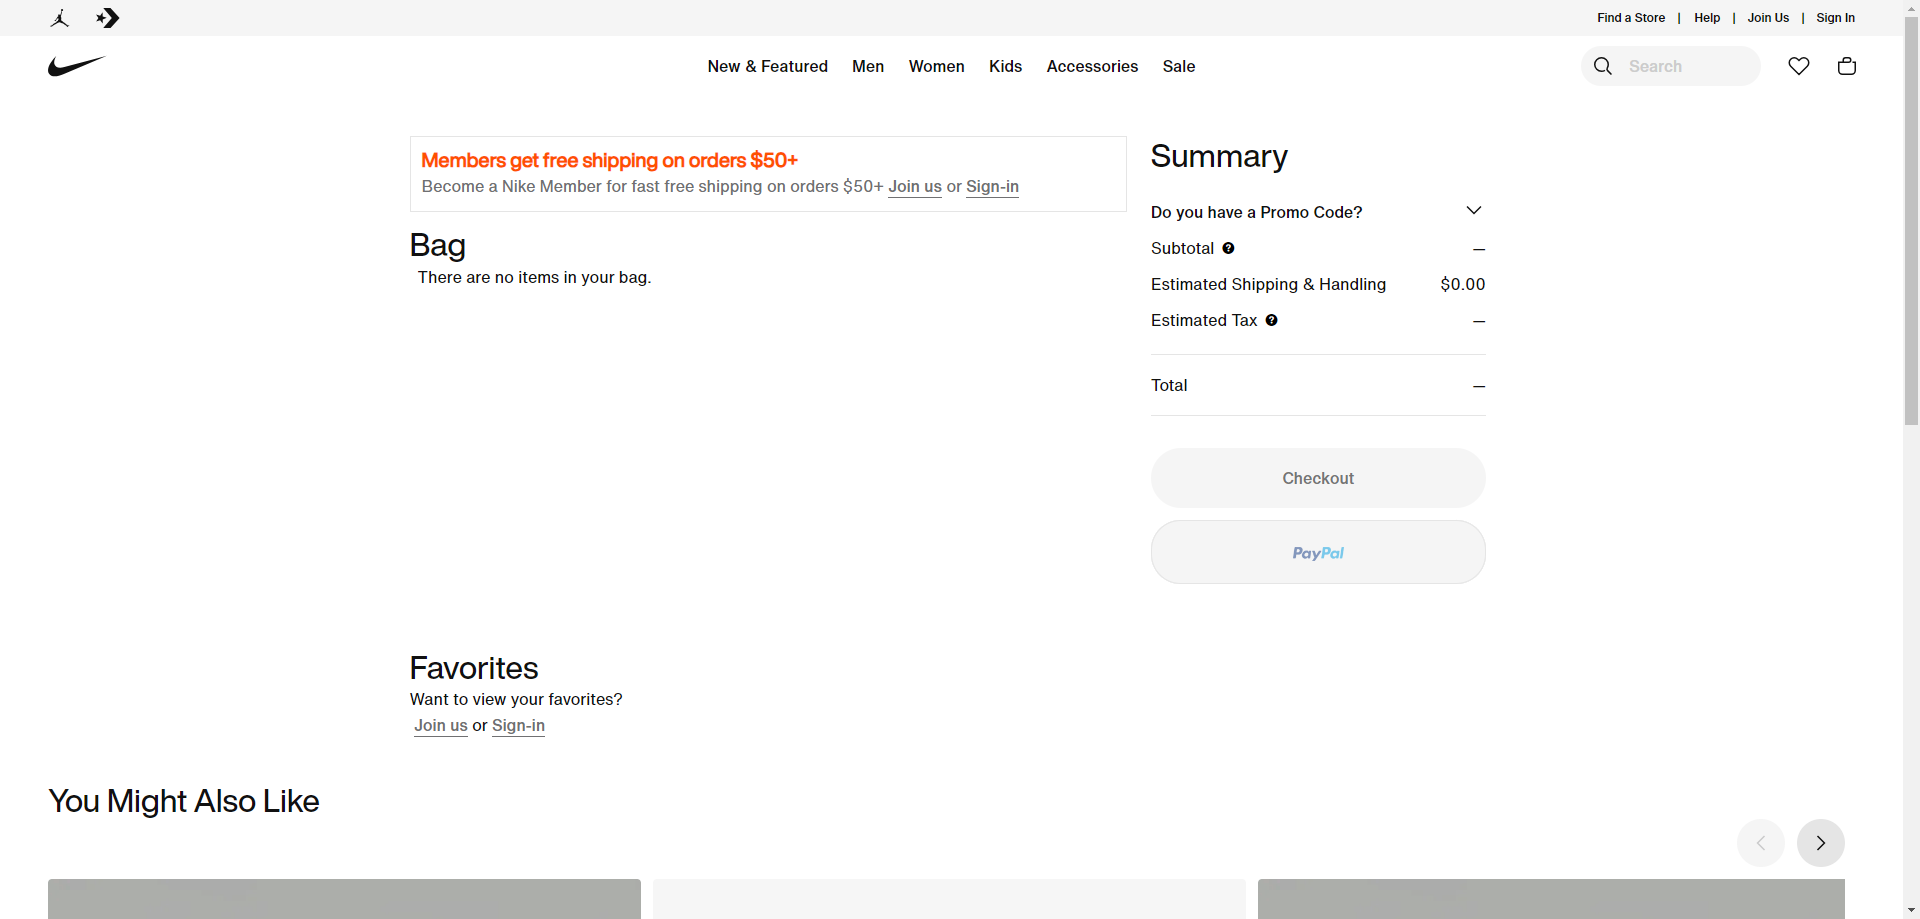 Find a Store | Help | Join Us | Sign In
New & Featured Men Women Kids Accessories Sale
Search
Members get free shipping on orders $50+
Become a Nike Member for fast free shipping on orders $50+ Join us or Sign-in
Bag
There are no items in your bag.
Summary
Do you have a Promo Code?
Subtotal —
Estimated Shipping & Handling $0.00
Estimated Tax —
Total —
Checkout
PayPal
Favorites
Want to view your favorites?
Join us or Sign-in
You Might Also Like